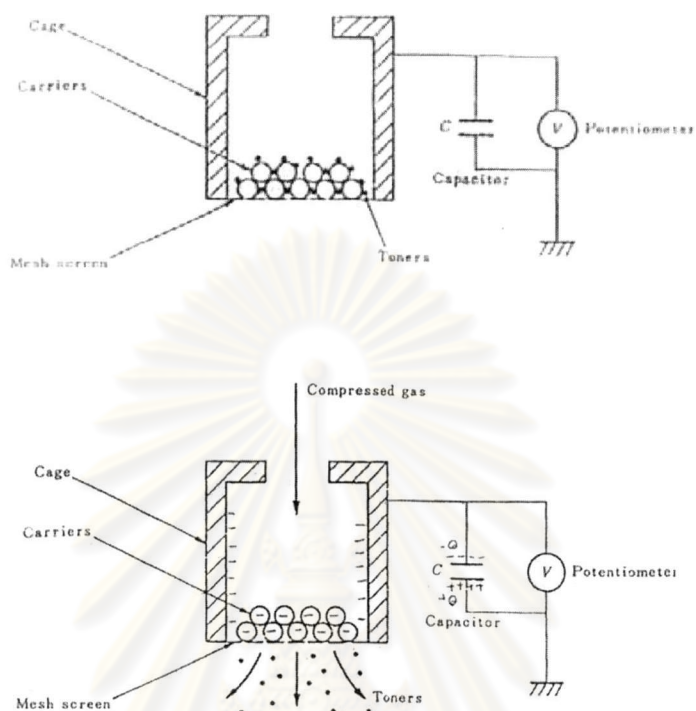 Cage
Carriers
C
V
Potentiometer
Capacitor
Mesh screen
Toners
Compressed gas
Cage
Carriers
-Q
C
V
Potentiometer
+Q
Capacitor
Mesh screen
Toners